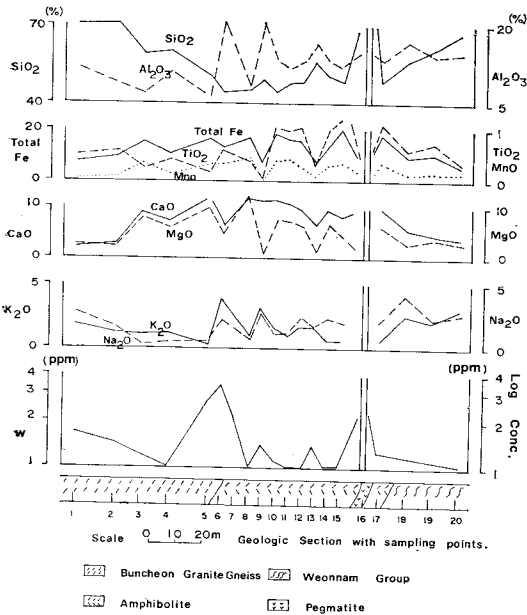 (%)
70
SiO2
40
SiO2
Al2O3
(%)
20
Al2O3
5
20
Total
Fe
0
Total Fe
TiO2
Mno
1
TiO2
MnO
0
10
CaO
0
CaO
MgO
10
MgO
0
5
K2O
0
K2O
Na2O
5
Na2O
0
(ppm)
4
3
2
W
1
(ppm)
4
3
2
1
Log Conc.
1 2 3 4 5 6 7 8 9 10 11 12 13 14 15 16 17 18 19 20
Scale 0 10 20m Geologic Section with sampling points.
Buncheon Granite Gneiss Weonnam Group
Amphibolite Pegmatite